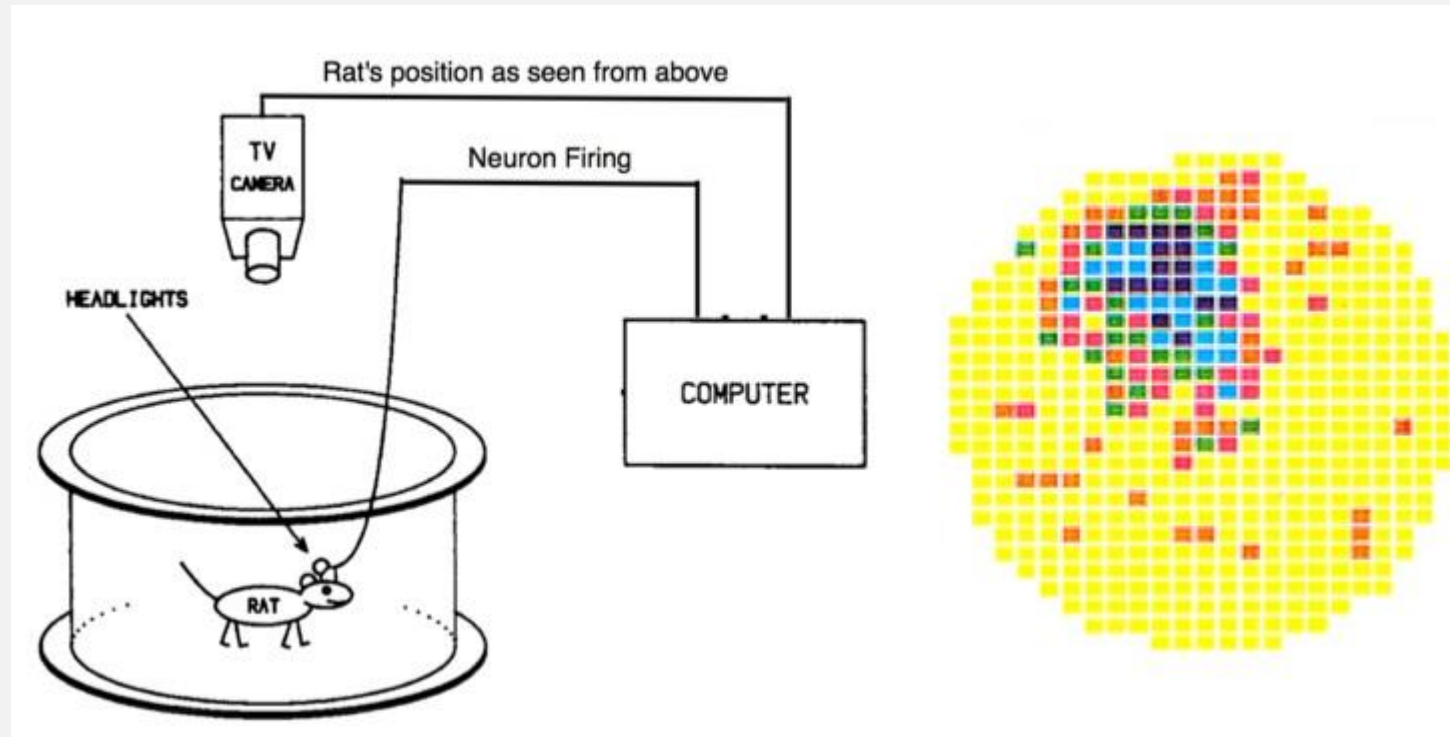 Rat's position as seen from above
TV
CAMERA
Neuron Firing
HEADLIGHTS
COMPUTER
RAT